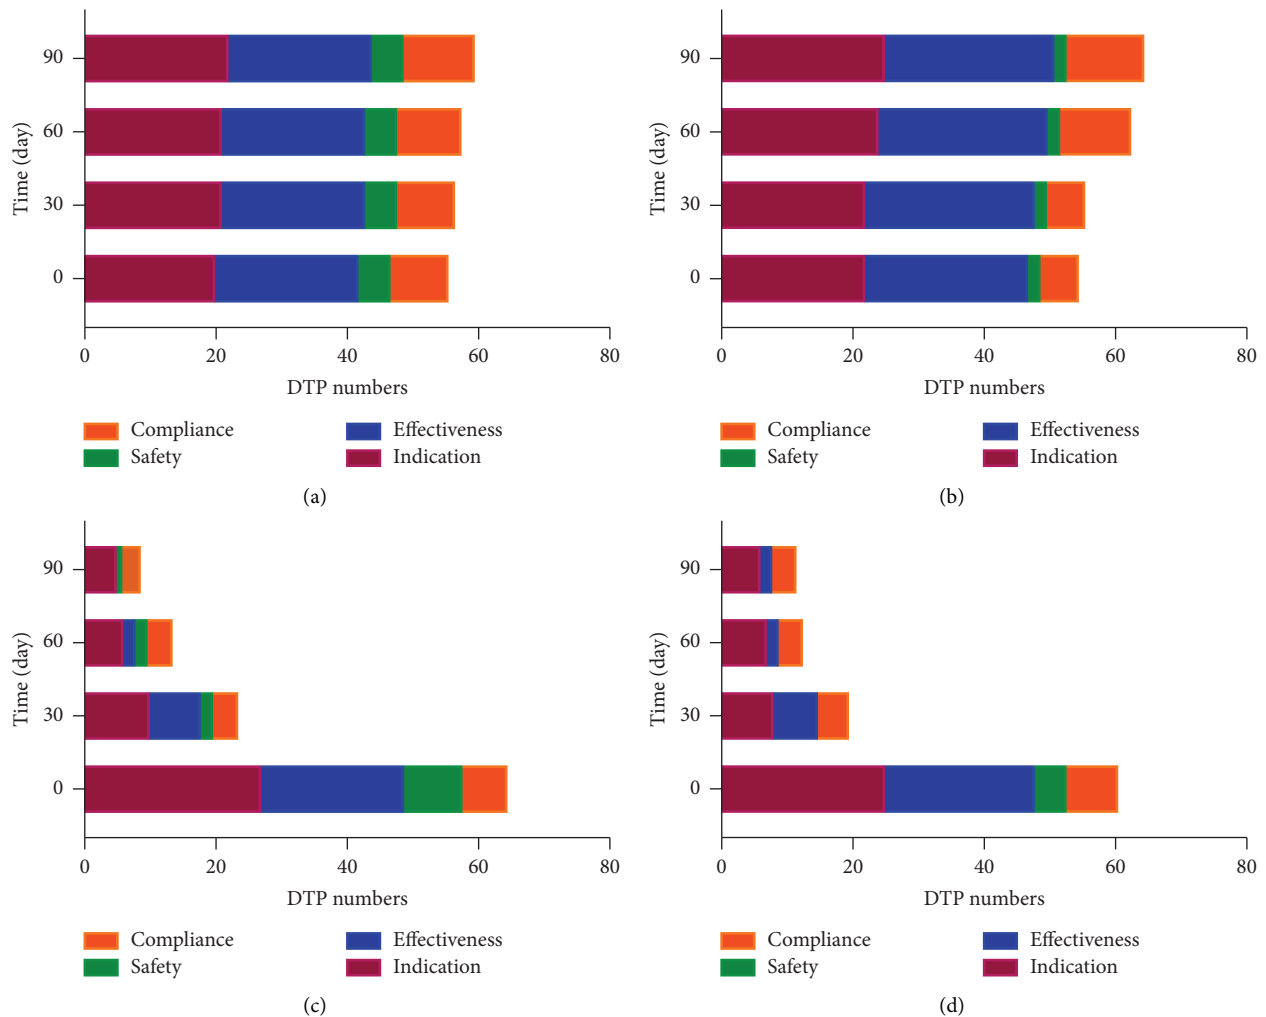 90
60
30
0
Time (day)
0 20 40 60 80
DTP numbers
Compliance Effectiveness
Safety Indication
(a)
90
60
30
0
Time (day)
0 20 40 60 80
DTP numbers
Compliance Effectiveness
Safety Indication
(b)
90
60
30
0
Time (day)
0 20 40 60 80
DTP numbers
Compliance Effectiveness
Safety Indication
(c)
90
60
30
0
Time (day)
0 20 40 60 80
DTP numbers
Compliance Effectiveness
Safety Indication
(d)